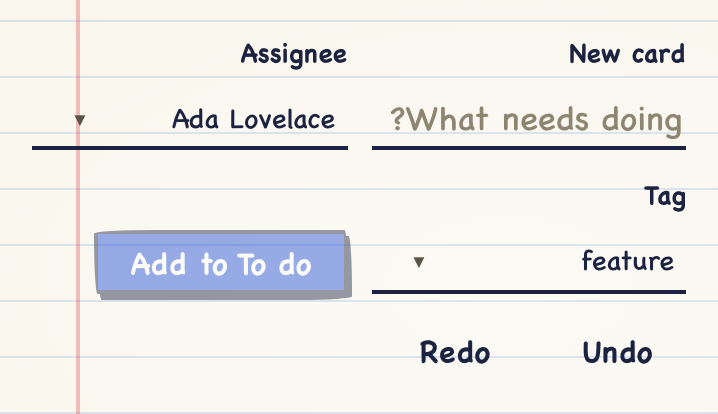 New card
?What needs doing
Assignee
Ada Lovelace
Tag
feature
Add to To do
Undo
Redo